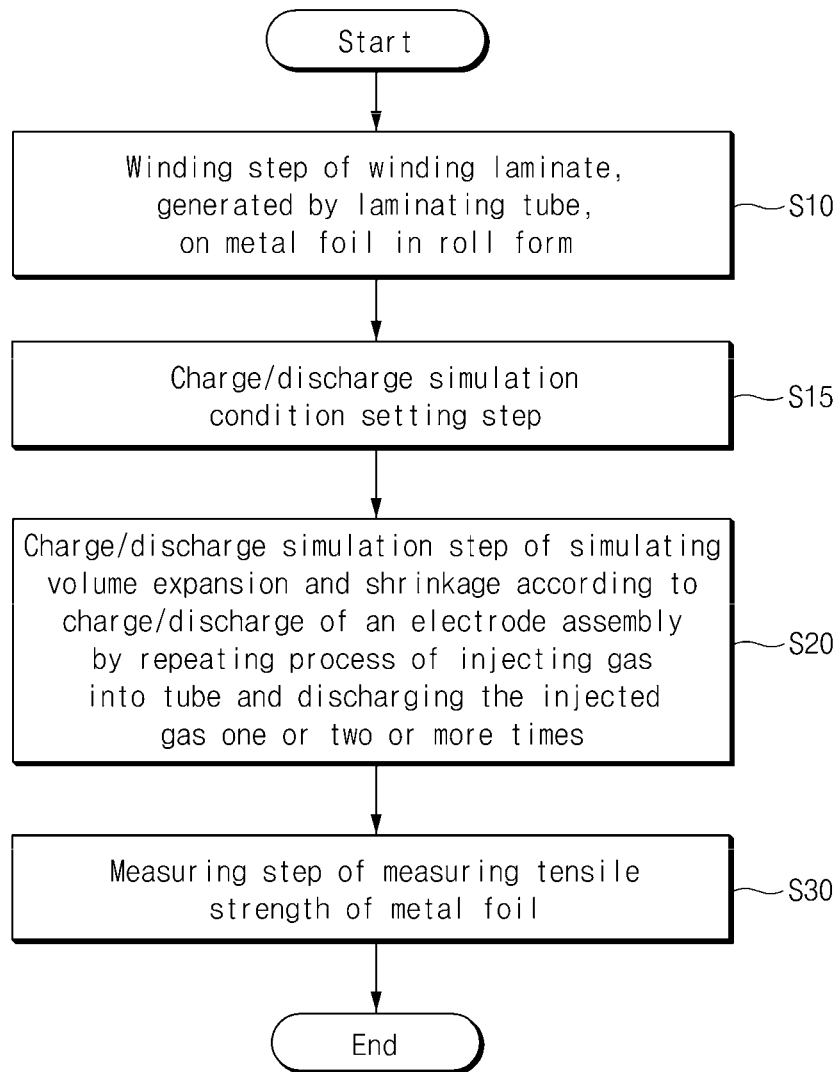 Start
Winding step of winding laminate,
generated by laminating tube,
on metal foil in roll form
S10
Charge/discharge simulation
condition setting step
S15
Charge/discharge simulation step of simulating
volume expansion and shrinkage according to
charge/discharge of an electrode assembly
by repeating process of injecting gas
into tube and discharging the injected
gas one or two or more times
S20
Measuring step of measuring tensile
strength of metal foil
S30
End